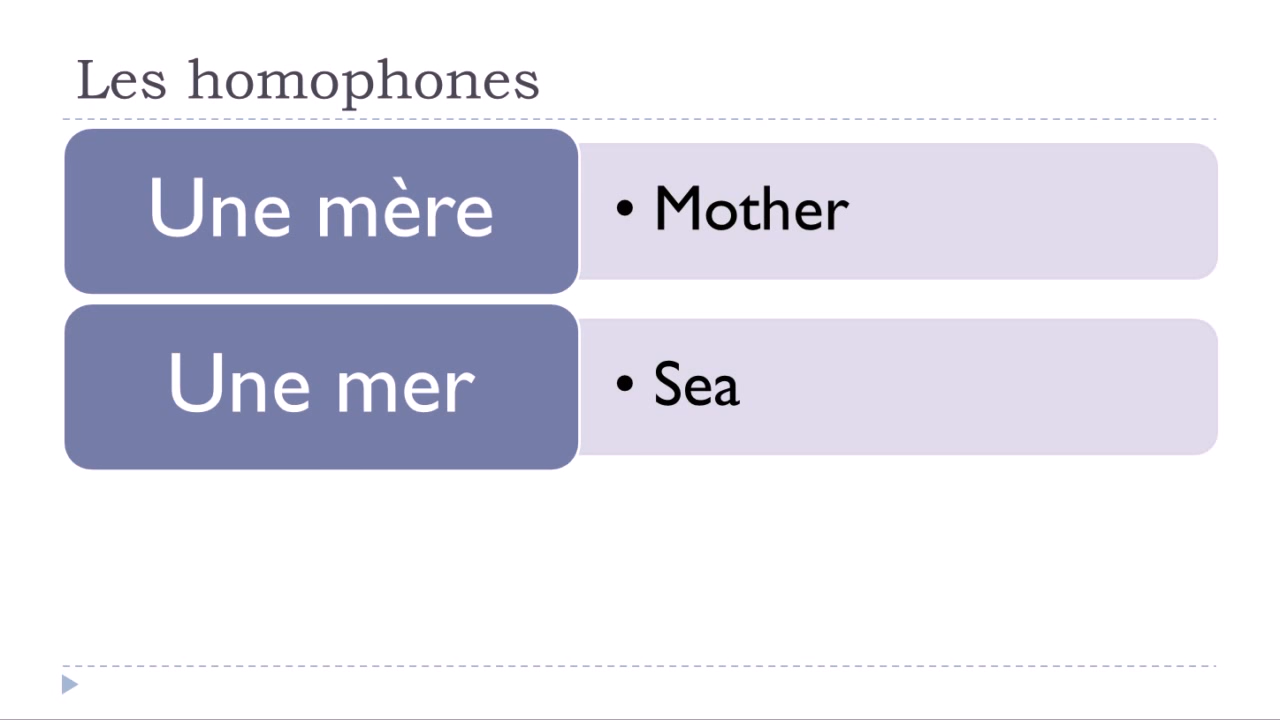 Les homophones
Une mère
• Mother
Une mer
• Sea